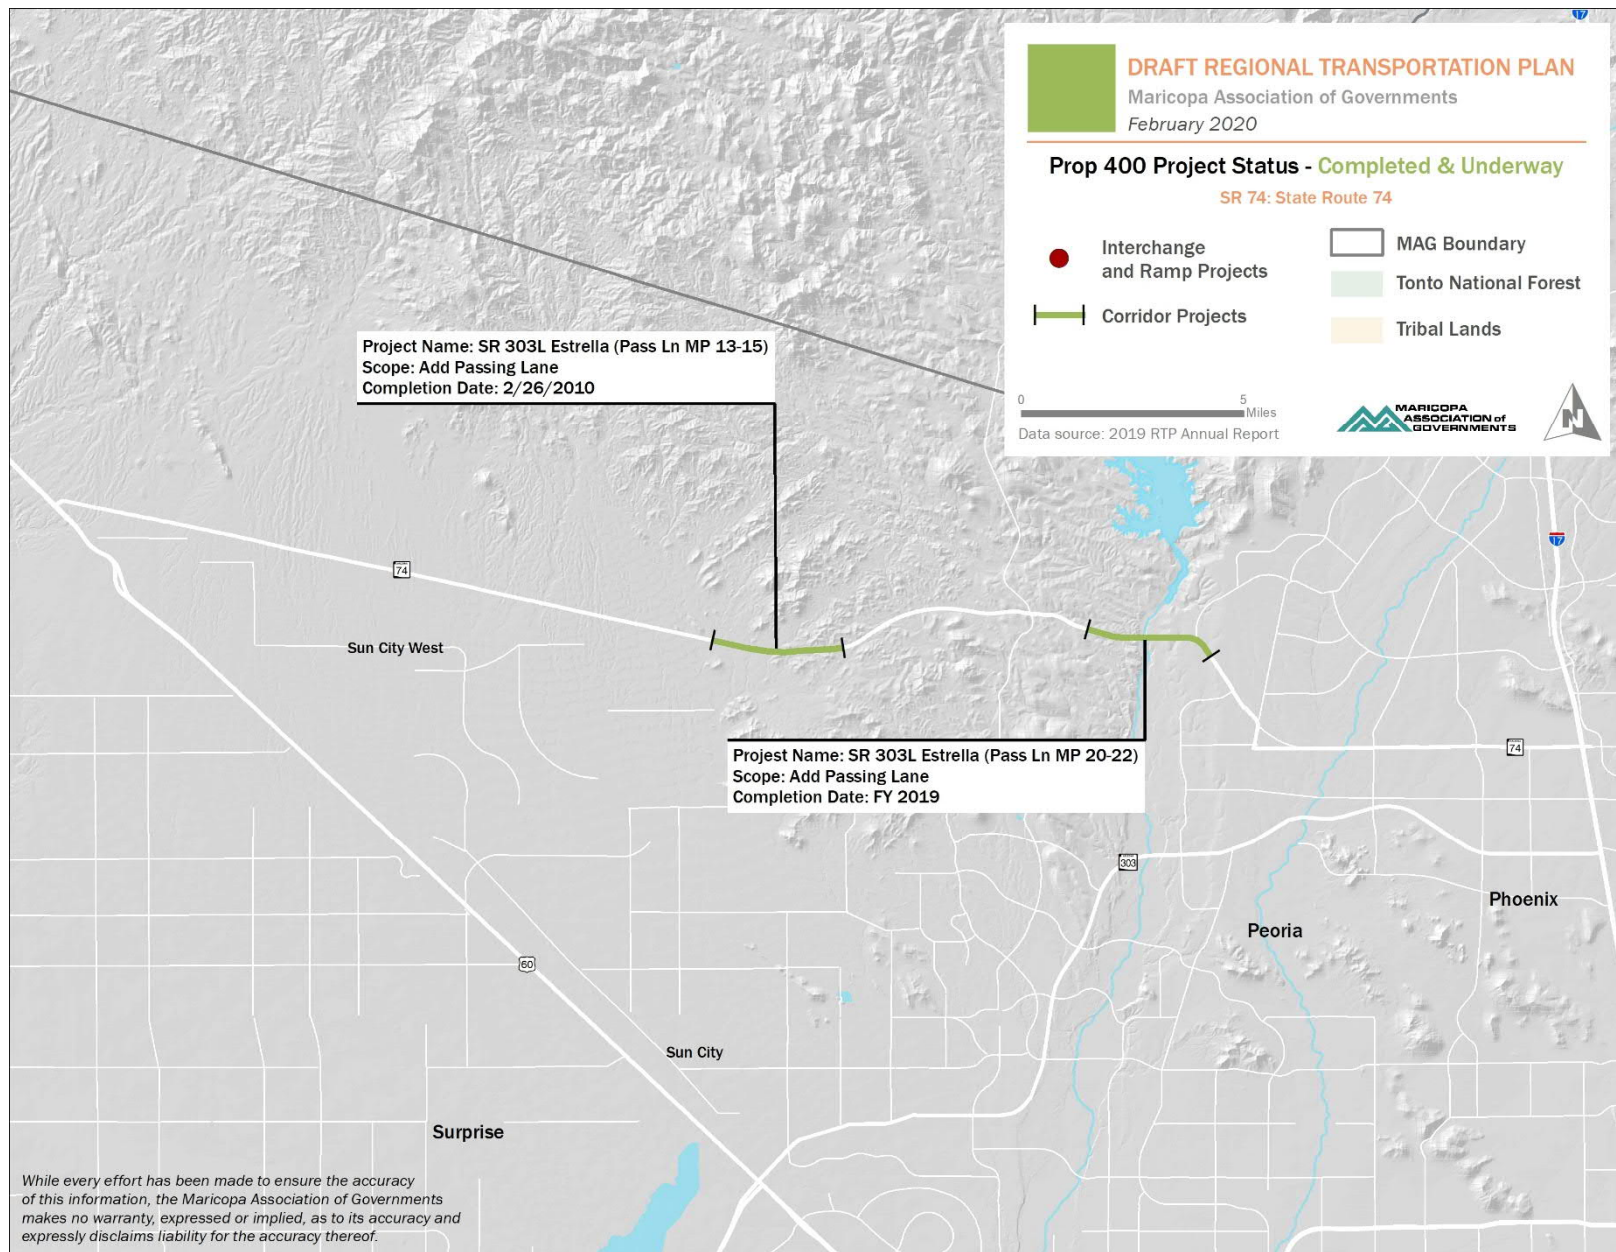 17
DRAFT REGIONAL TRANSPORTATION PLAN
Maricopa Association of Governments
February 2020
Prop 400 Project Status - Completed & Underway
SR 74: State Route 74
Interchange
and Ramp Projects
Corridor Projects
MAG Boundary
Tonto National Forest
Tribal Lands
0 5
Miles
Data source: 2019 RTP Annual Report
MARICOPA
ASSOCIATION of
GOVERNMENTS
N
Project Name: SR 303L Estrella (Pass Ln MP 13-15)
Scope: Add Passing Lane
Completion Date: 2/26/2010
17
74
Sun City West
Projest Name: SR 303L Estrella (Pass Ln MP 20-22)
Scope: Add Passing Lane
Completion Date: FY 2019
74
303
Phoenix
Peoria
60
Sun City
Surprise
While every effort has been made to ensure the accuracy
of this information, the Maricopa Association of Governments
makes no warranty, expressed or implied, as to its accuracy and
expressly disclaims liability for the accuracy thereof.